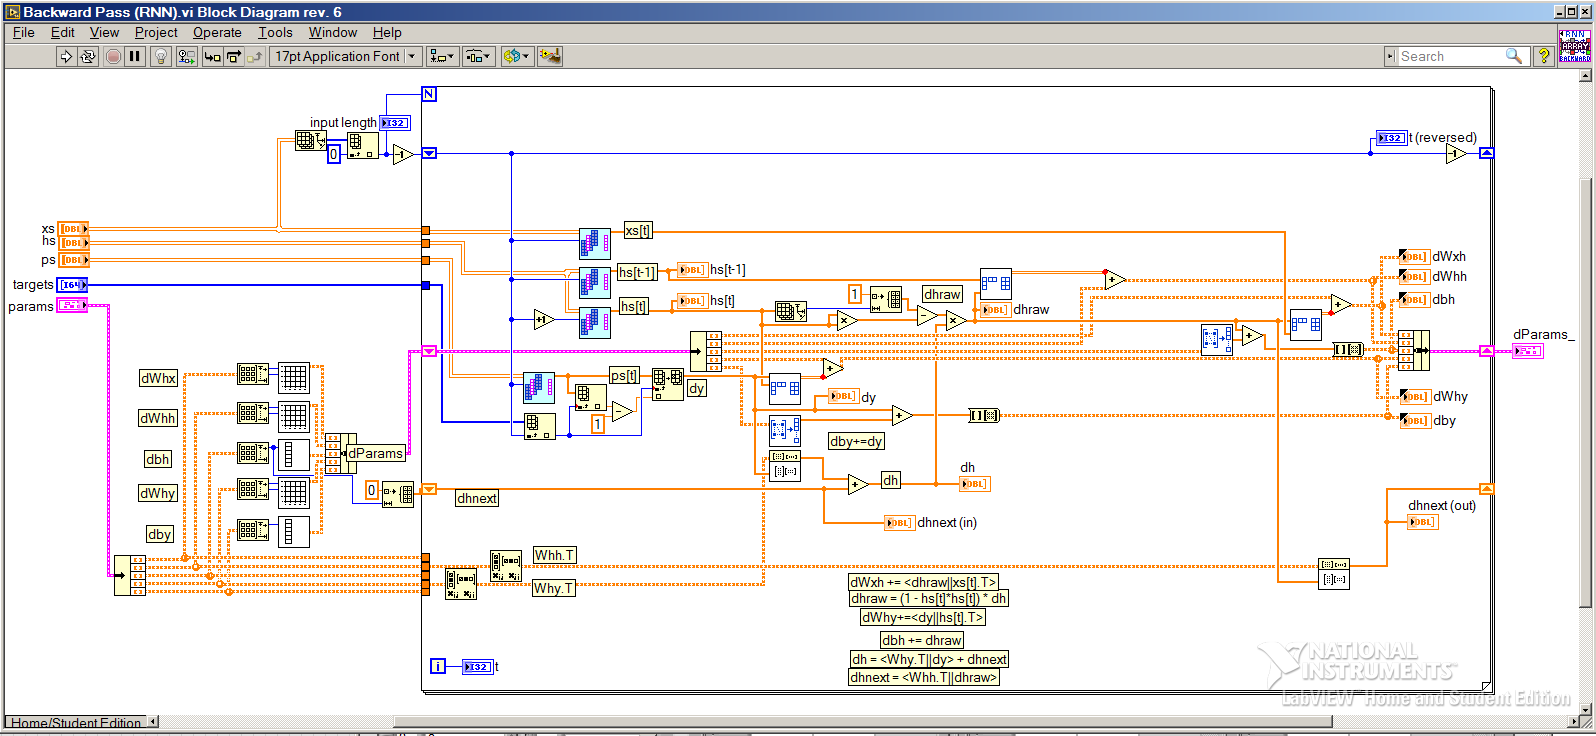 Backward Pass (RNN).vi Block Diagram rev. 6
File Edit View Project Operate Tools Window Help
17pt Application Font
Search
RNN
ARRAY
BACKWARD
N
input length
I32
0
-1
I32
t (reversed)
-1
xs
DBL
hs
DBL
ps
DBL
targets
I64
params
xs[t]
hs[t-1]
DBL
hs[t-1]
hs[t]
DBL
hs[t]
+1
1
dhraw
DBL
dhraw
DBL
dWxh
DBL
dWhh
DBL
dbh
dParams_
dWhx
dWhh
dbh
dWhy
dby
dParams
ps[t]
dy
1
DBL
dy
dby+=dy
DBL
dWhy
DBL
dby
0
dhnext
dh
dh
DBL
DBL
dhnext (in)
dhnext (out)
DBL
Whh.T
Why.T
dWxh += <dhraw||xs[t].T>
dhraw = (1 - hs[t]*hs[t]) * dh
dWhy+=<dy||hs[t].T>
dbh += dhraw
dh = <Why.T||dy> + dhnext
dhnext = <Whh.T||dhraw>
i
I32
t
NATIONAL
INSTRUMENTS™
LabVIEW™ Home and Student Edition
Home/Student Edition